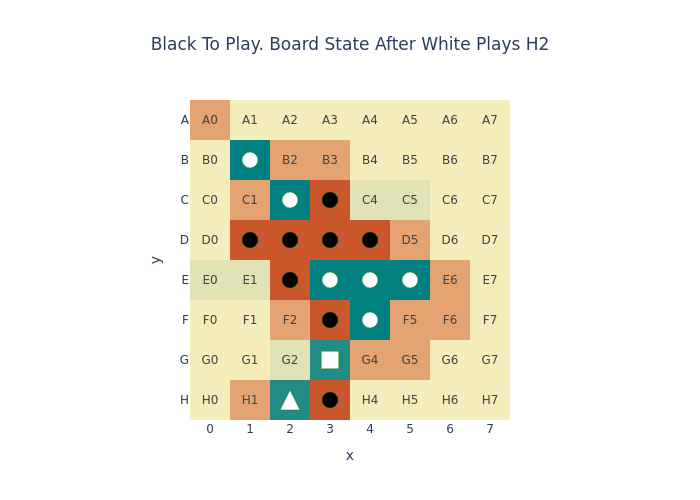 Black To Play. Board State After White Plays H2
A A0 A1 A2 A3 A4 A5 A6 A7
B B0 B2 B3 B4 B5 B6 B7
C C0 C1 C4 C5 C6 C7
D D0 D5 D6 D7
E E0 E1 E6 E7
F F0 F1 F2 F5 F6 F7
G G0 G1 G2 G4 G5 G6 G7
H H0 H1 H4 H5 H6 H7
0 1 2 3 4 5 6 7
x
y